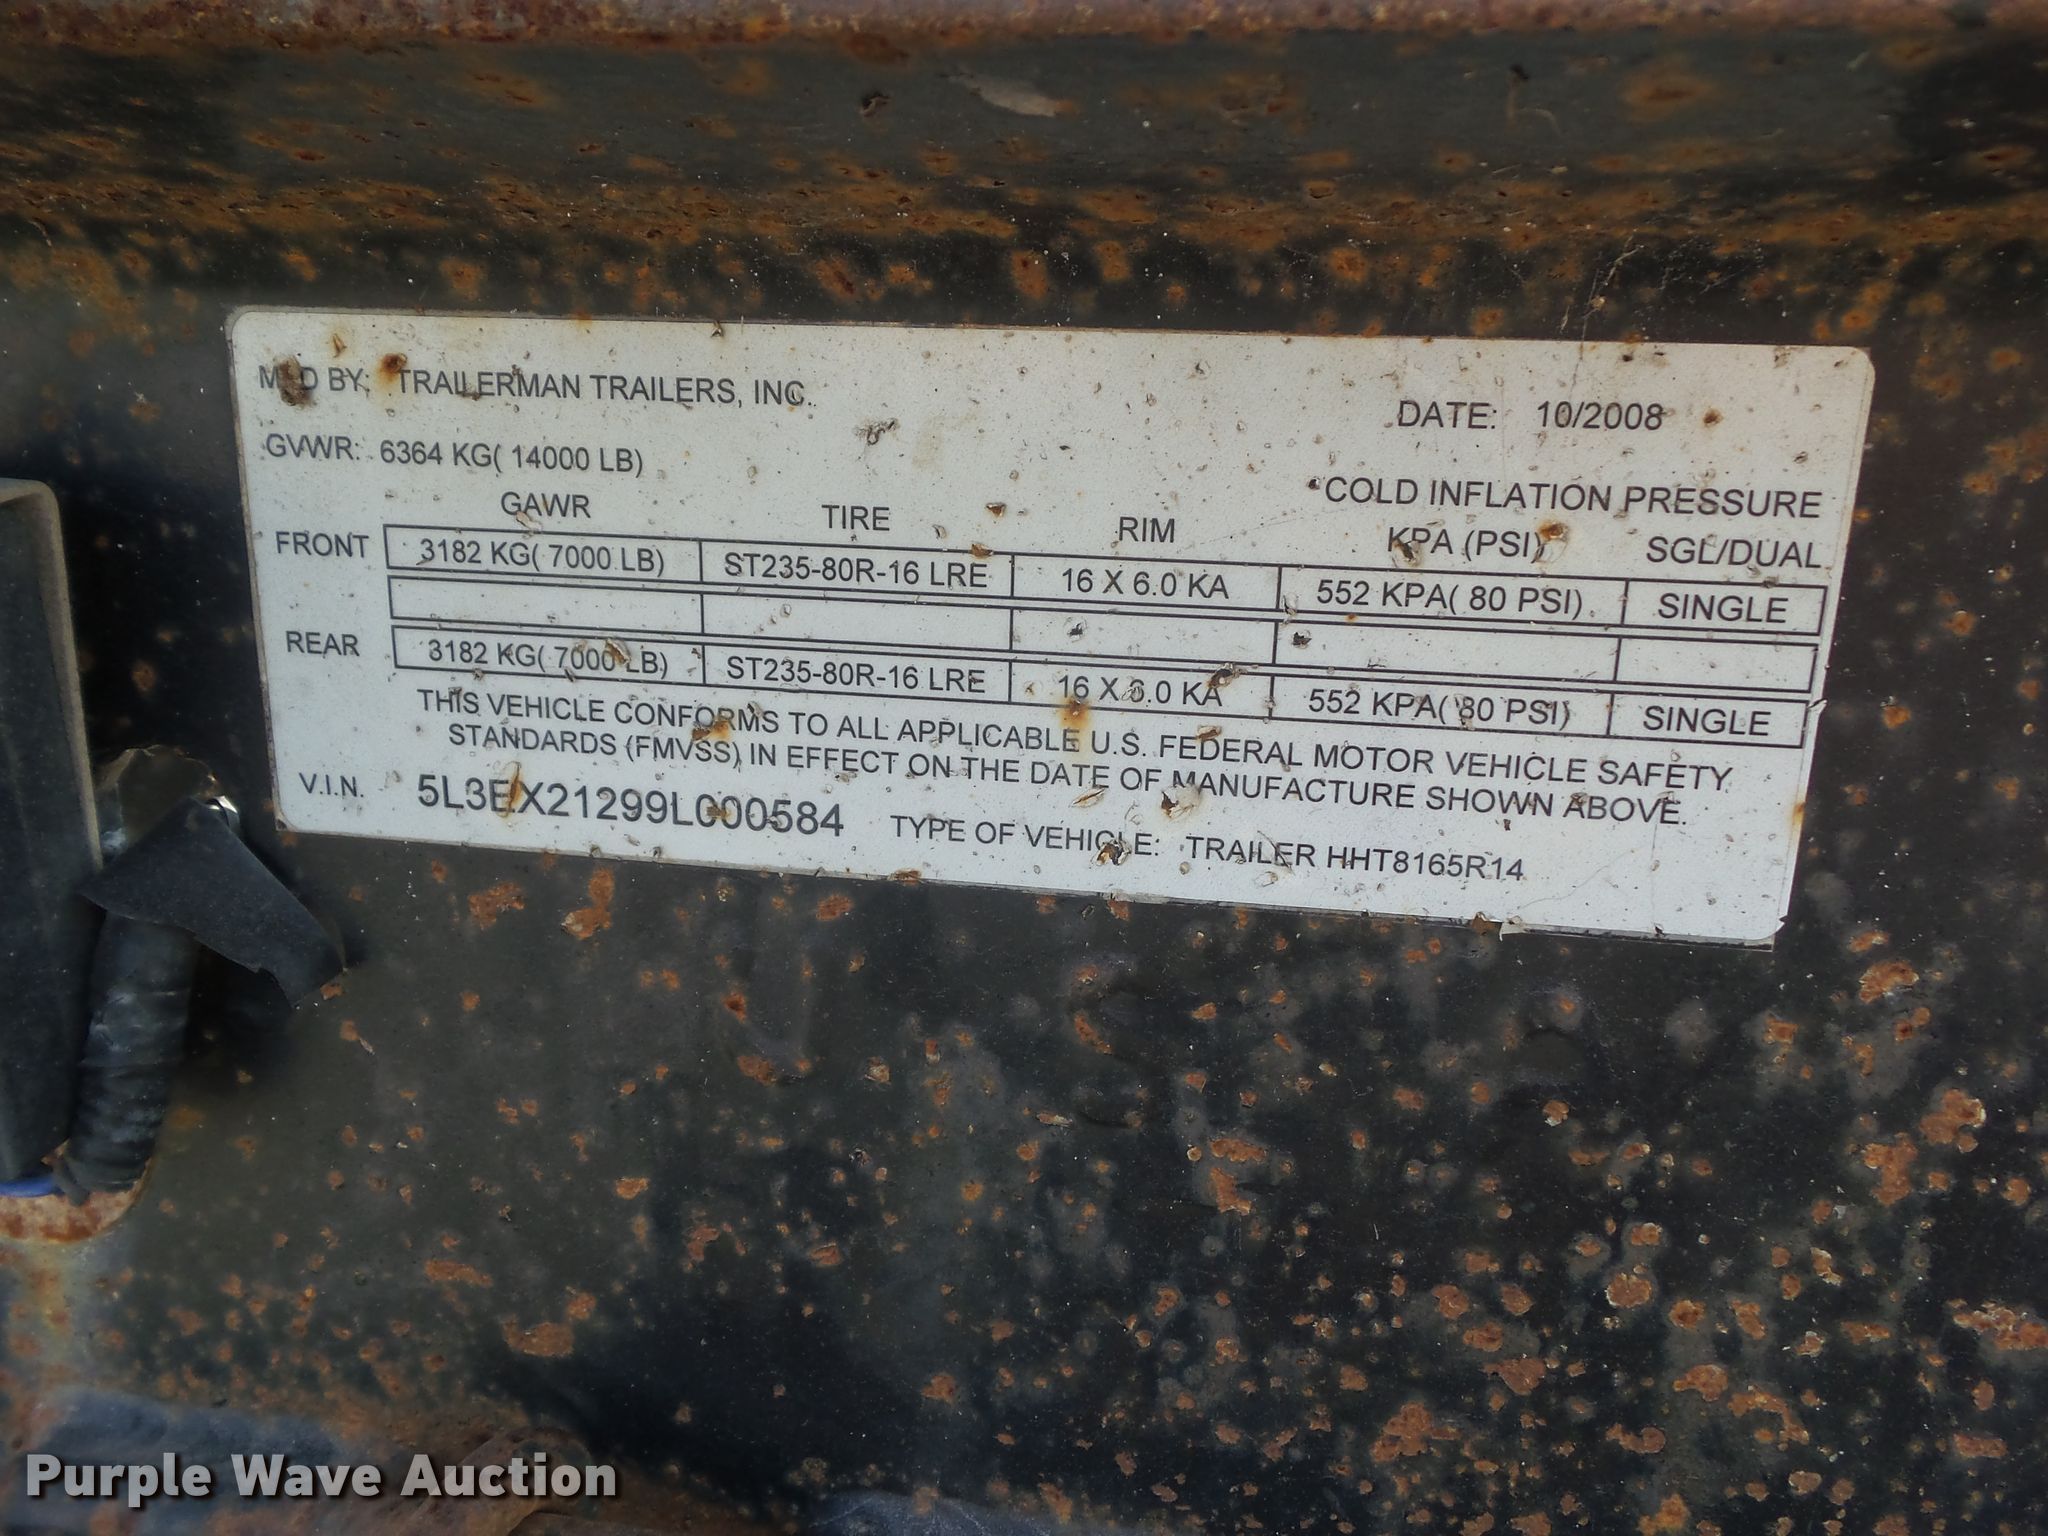 MFD BY: TRAILERMAN TRAILERS, INC.
DATE: 10/2008
GVWR: 6364 KG( 14000 LB)
COLD INFLATION PRESSURE
GAWR TIRE RIM KPA (PSI) SGL/DUAL
FRONT 3182 KG( 7000 LB) ST235-80R-16 LRE 16 X 6.0 KA 552 KPA( 80 PSI) SINGLE
REAR 3182 KG( 7000 LB) ST235-80R-16 LRE 16 X 6.0 KA 552 KPA( 80 PSI) SINGLE
THIS VEHICLE CONFORMS TO ALL APPLICABLE U.S. FEDERAL MOTOR VEHICLE SAFETY
STANDARDS (FMVSS) IN EFFECT ON THE DATE OF MANUFACTURE SHOWN ABOVE.
V.I.N. 5L3EX21299L000584 TYPE OF VEHICLE: TRAILER HHT8165R14
Purple Wave Auction